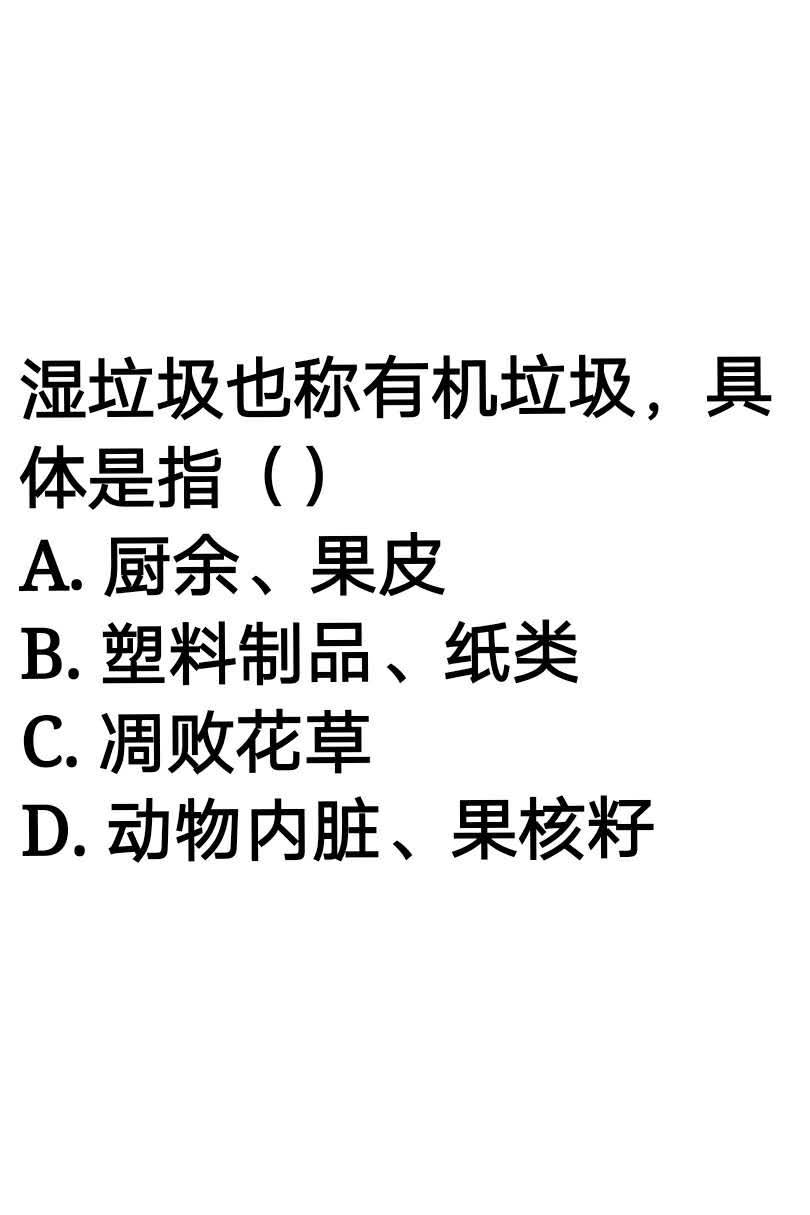 湿垃圾也称有机垃圾，具
体是指（）
A. 厨余、果皮
B. 塑料制品、纸类
C. 凋败花草
D. 动物内脏、果核籽